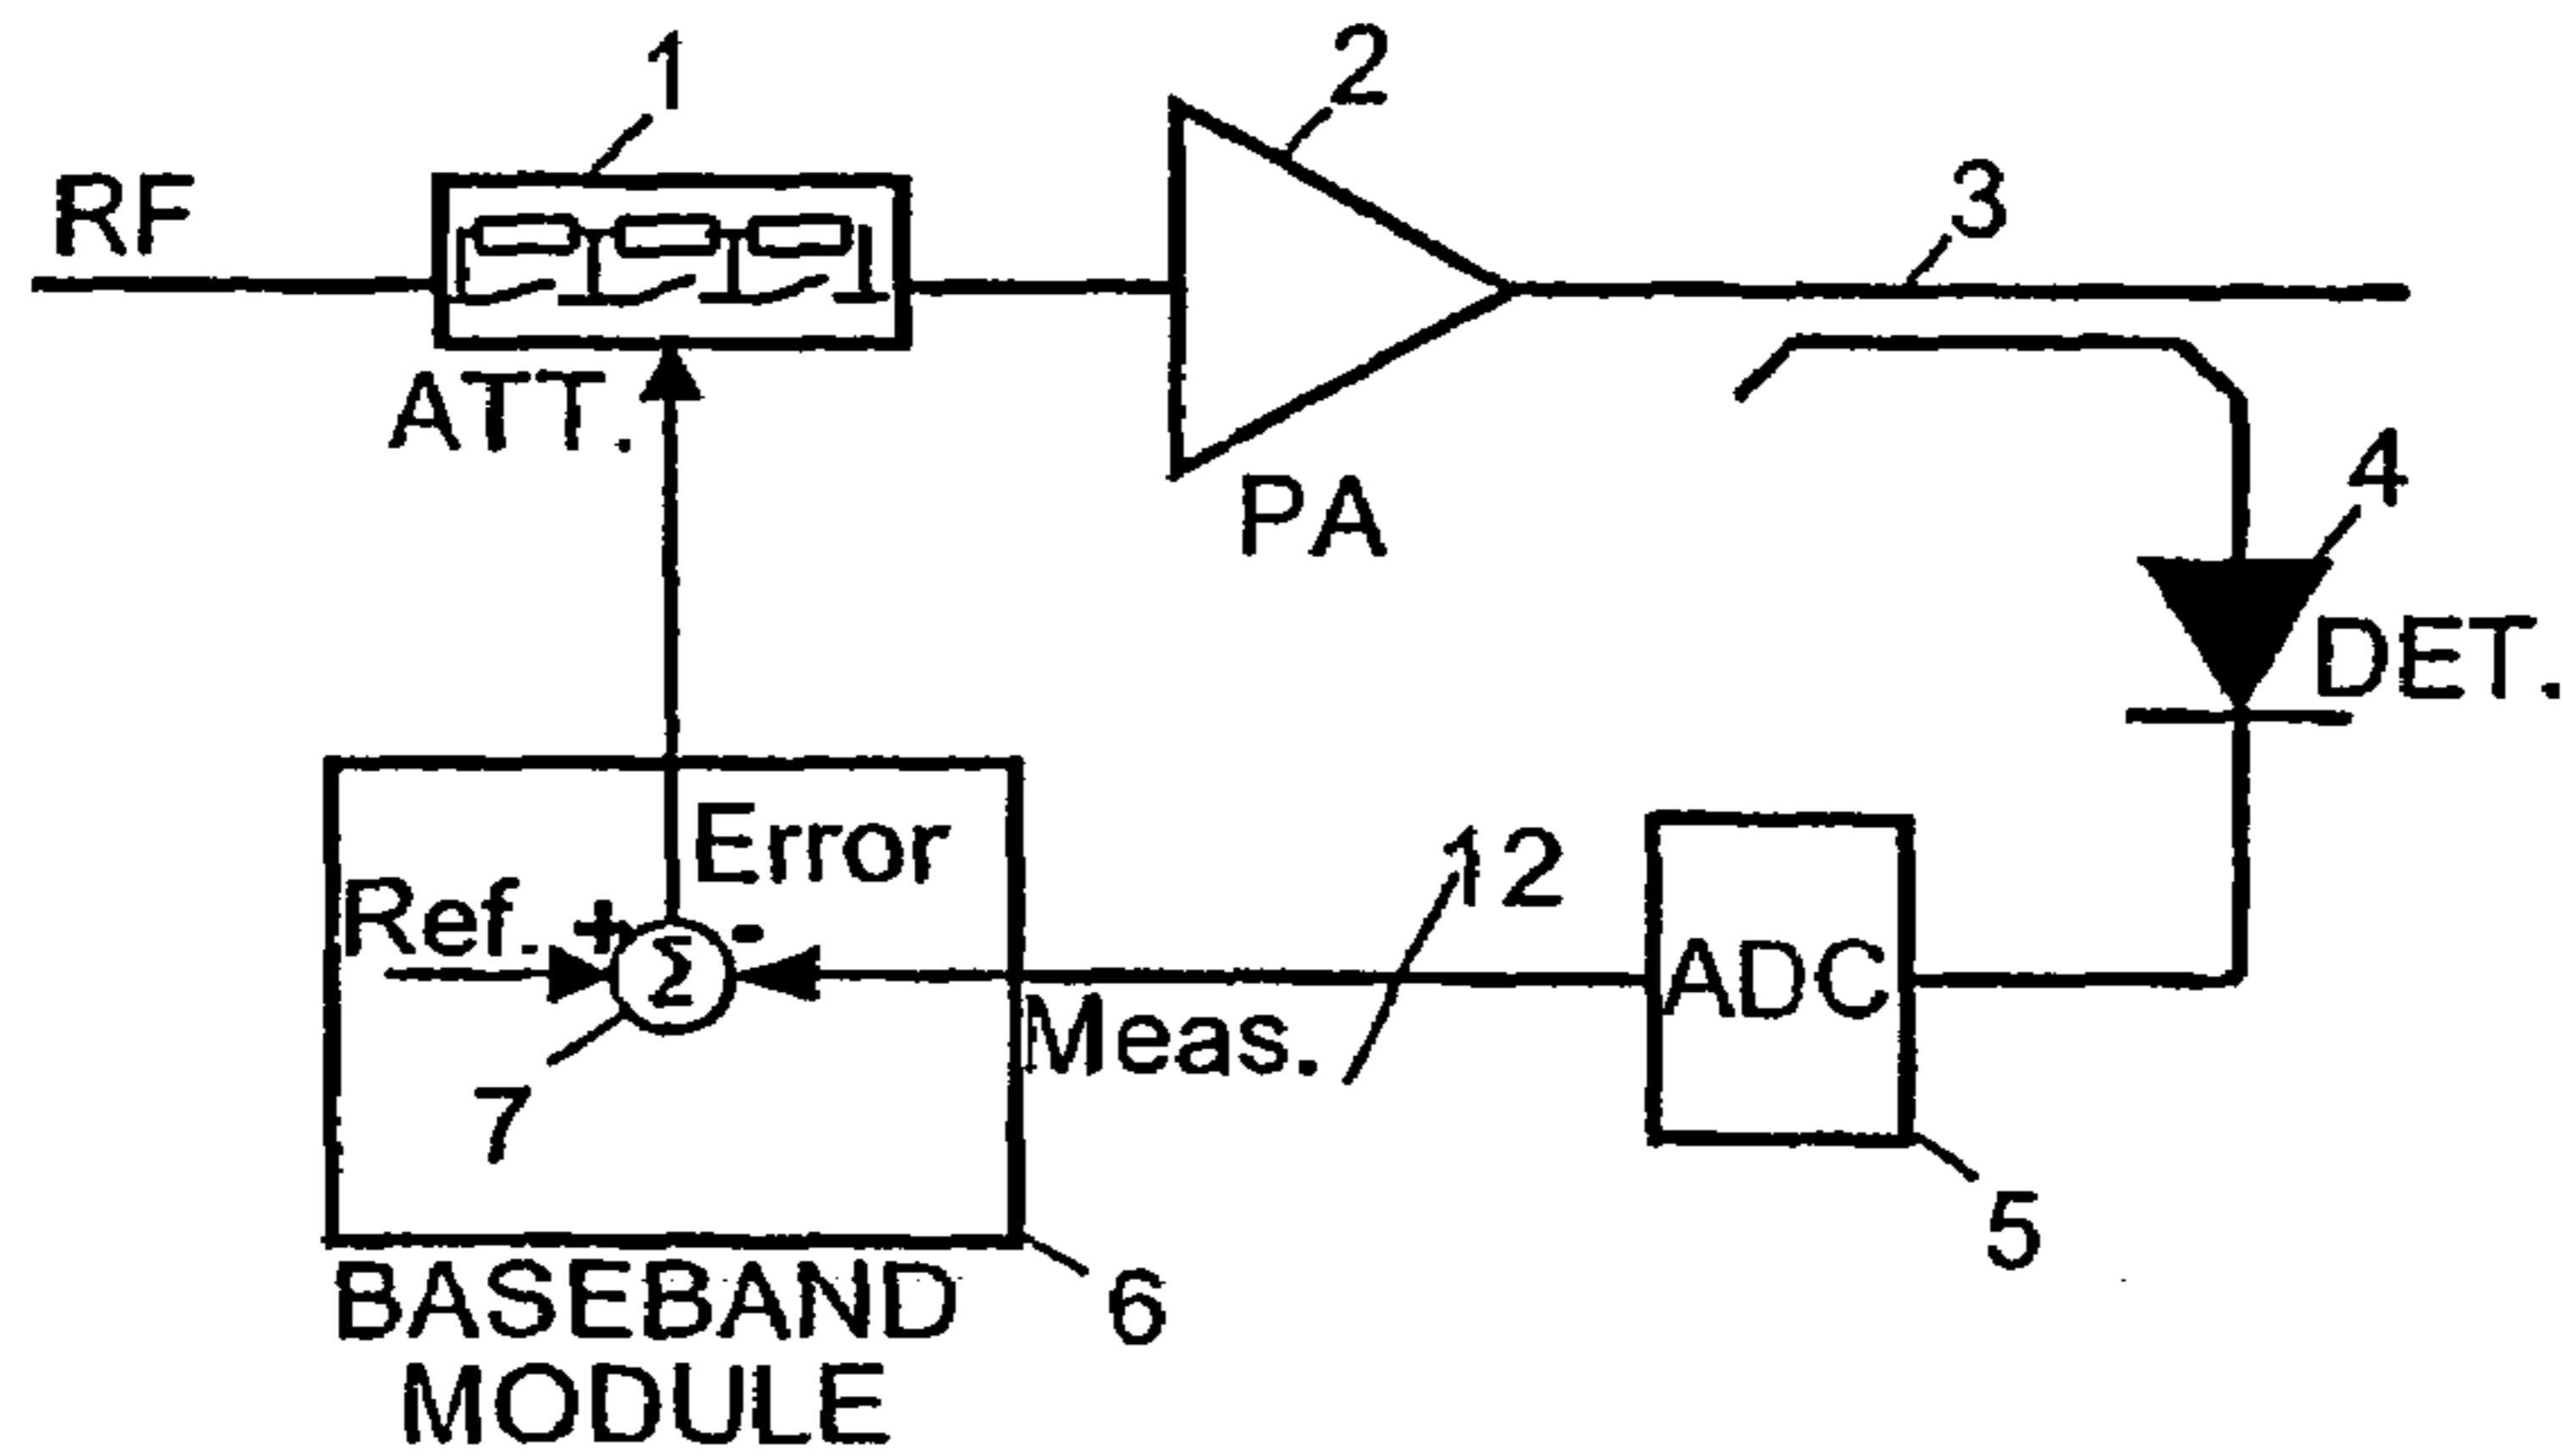 1
2
RF
3
ATT.
4
PA
DET.
Error
12
Ref. + Σ -
ADC
Meas.
7
5
6
BASEBAND
MODULE